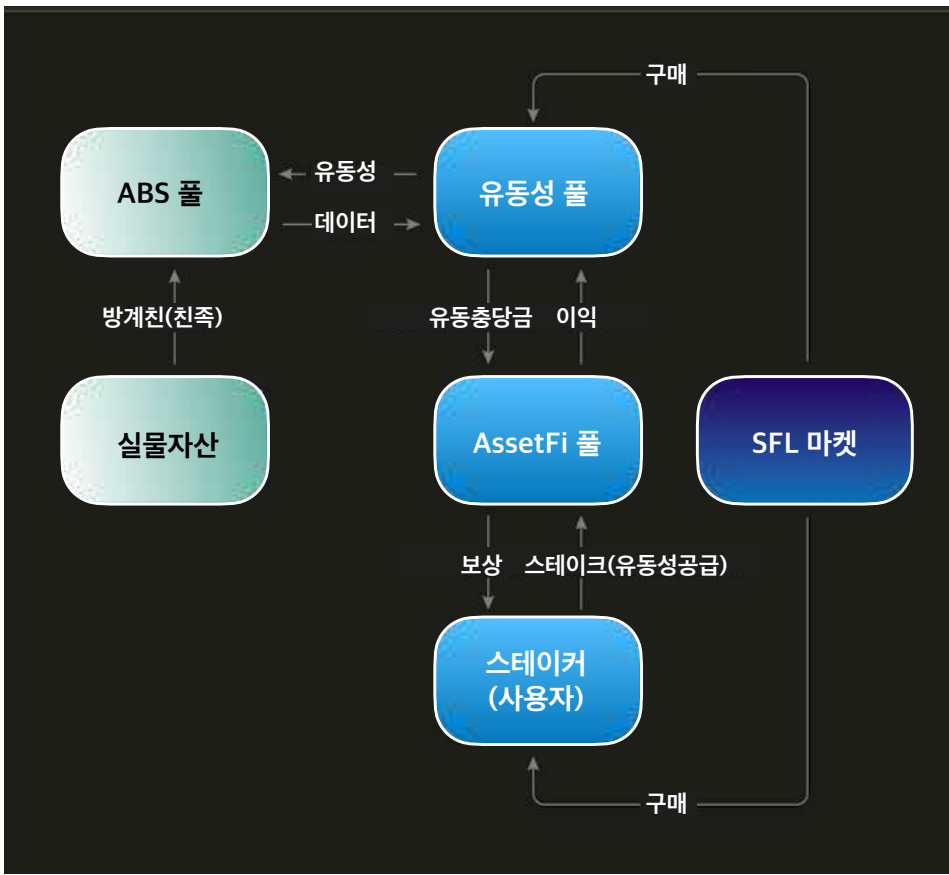 구매
ABS 풀
유동성
데이터
유동성 풀
방계친(친족)
유동충당금
이익
실물자산
AssetFi 풀
SFL 마켓
보상
스테이크(유동성공급)
스테이커
(사용자)
구매